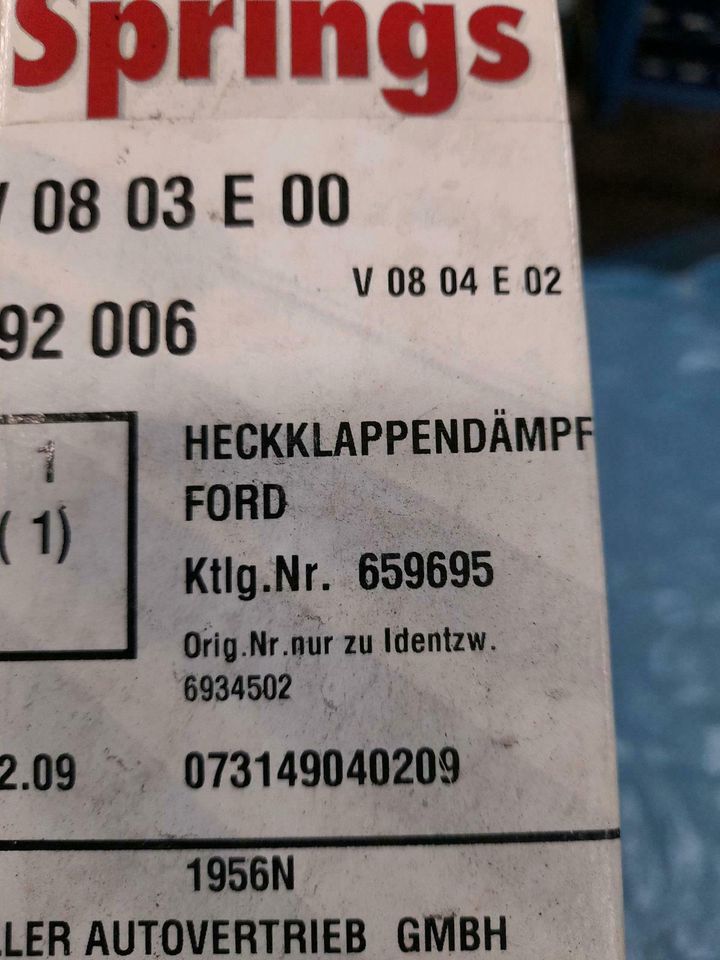 Springs
V 08 03 E 00
V 08 04 E 02
92 006
1
( 1)
HECKKLAPPENDÄMPF
FORD
Ktlg.Nr. 659695
Orig.Nr.nur zu Identzw.
6934502
2.09 073149040209
1956N
LLER AUTOVERTRIEB GMBH